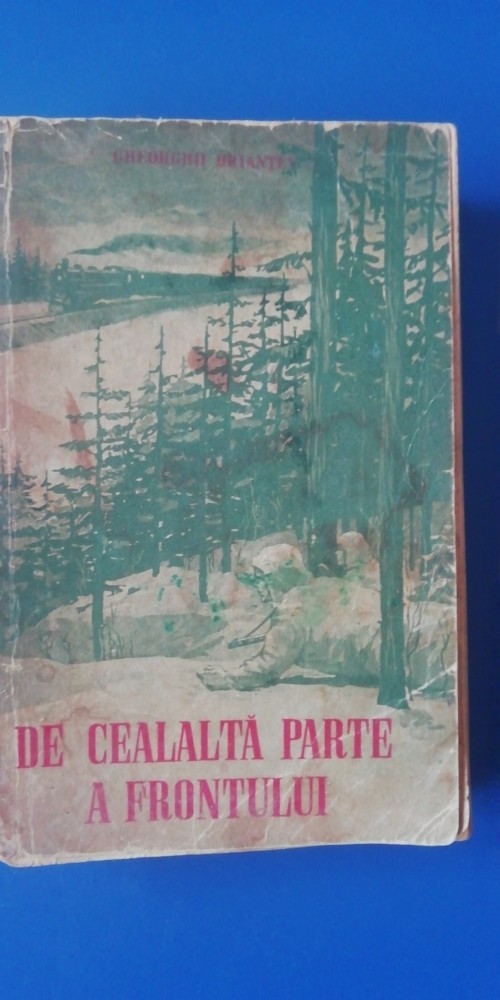 GHEORGHII BRIANȚEV
DE CEALALTĂ PARTE
A FRONTULUI